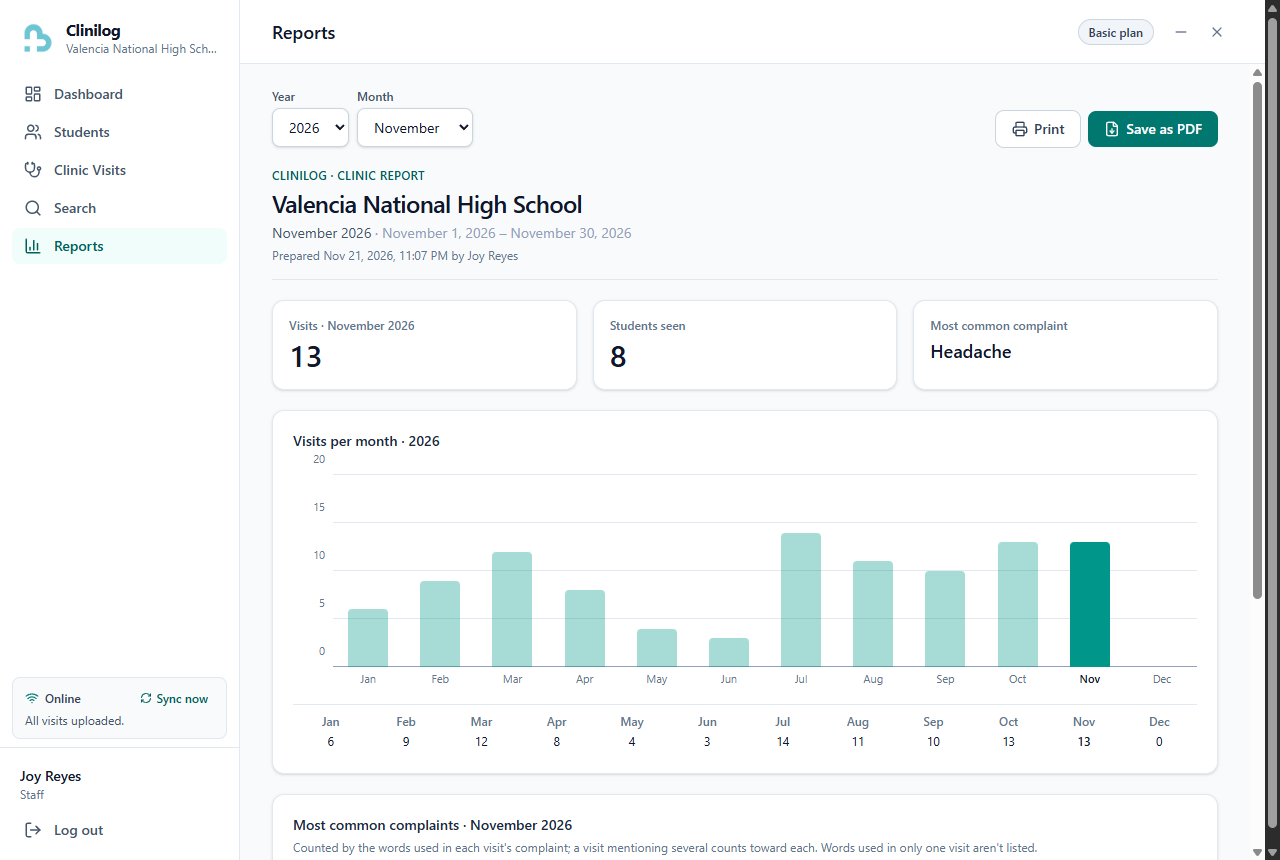 Clinilog
Valencia National High Sch...
Dashboard
Students
Clinic Visits
Search
Reports
Online
Sync now
All visits uploaded.
Joy Reyes
Staff
Log out
Reports
Basic plan
Year
Month
2026
November
Print
Save as PDF
CLINILOG · CLINIC REPORT
Valencia National High School
November 2026 · November 1, 2026 – November 30, 2026
Prepared Nov 21, 2026, 11:07 PM by Joy Reyes
Visits · November 2026
13
Students seen
8
Most common complaint
Headache
Visits per month · 2026
20
15
10
5
0
Jan Feb Mar Apr May Jun Jul Aug Sep Oct Nov Dec
Jan Feb Mar Apr May Jun Jul Aug Sep Oct Nov Dec
6 9 12 8 4 3 14 11 10 13 13 0
Most common complaints · November 2026
Counted by the words used in each visit's complaint; a visit mentioning several counts toward each. Words used in only one visit aren't listed.